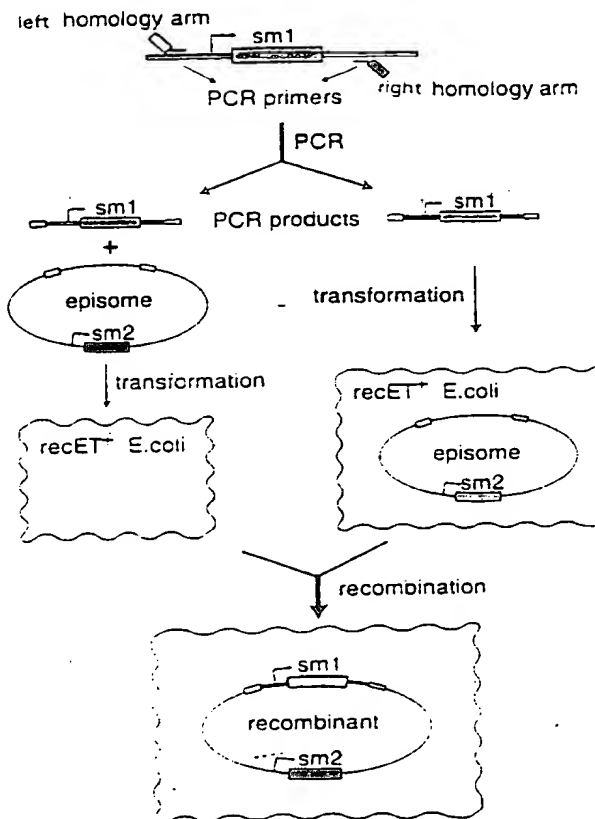 left homology arm
sm1
PCR primers
right homology arm
PCR
sm1
PCR products
sm1
+
episome
sm2
transformation
transformation
recET E.coli
recET E.coli
episome
sm2
recombination
sm1
recombinant
sm2